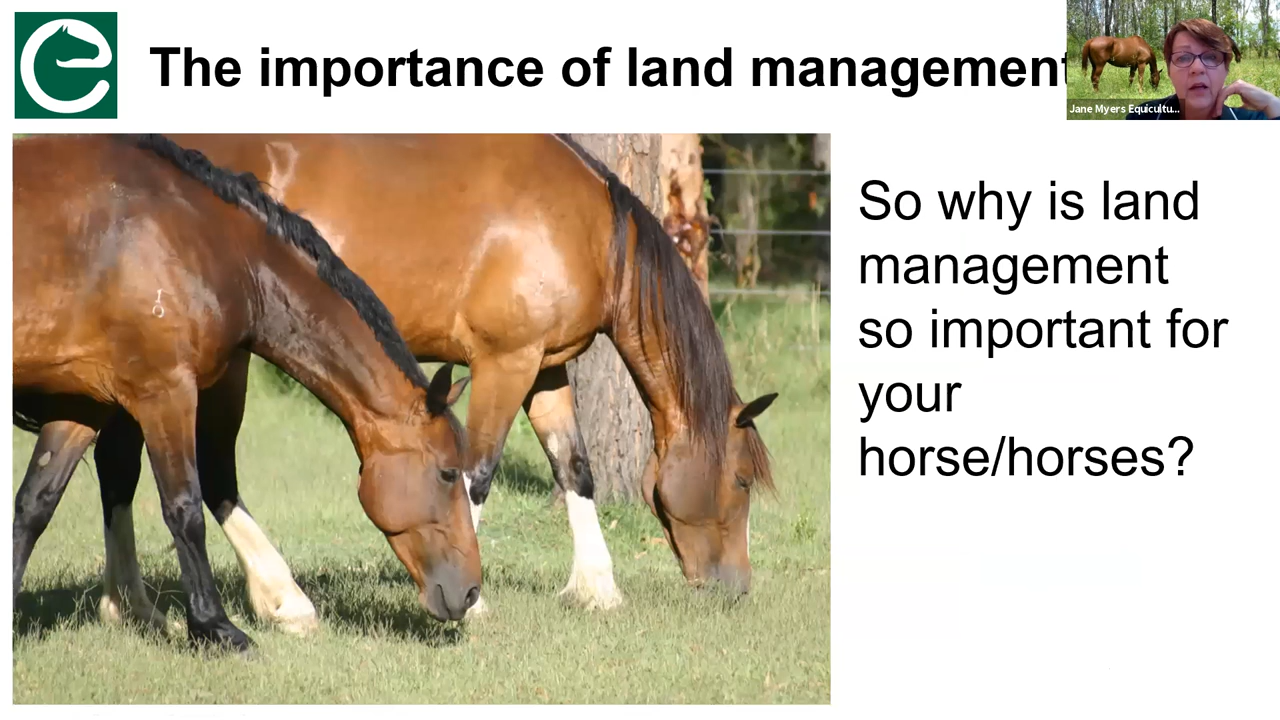 The importance of land management
Jane Myers Equicultu...
So why is land
management
so important for
your
horse/horses?